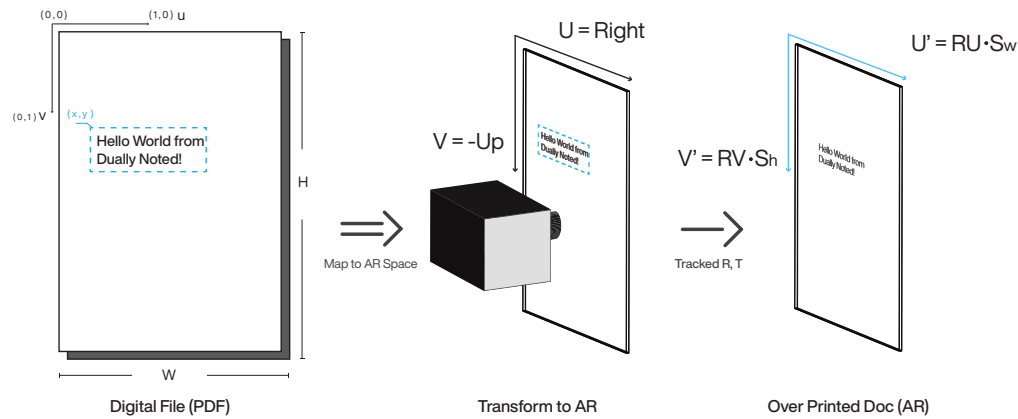 (0,0)
(1,0) u
(0,1) v
(x,y)
Hello World from
Dually Noted!
H
W
Digital File (PDF)
Map to AR Space
U = Right
V = -Up
Hello World from
Dually Noted!
Transform to AR
Tracked R, T
U’ = RU·Sw
V’ = RV·Sh
Hello World from
Dually Noted!
Over Printed Doc (AR)